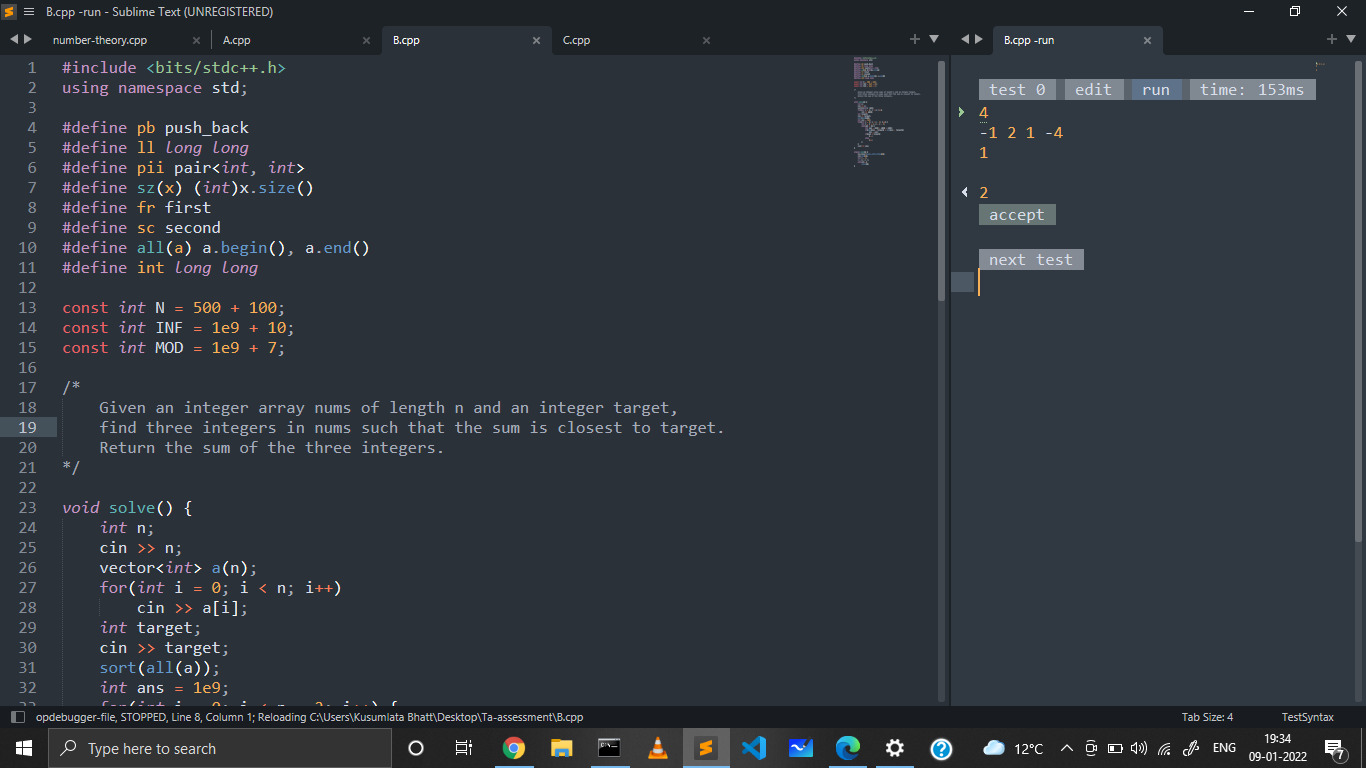 B.cpp -run - Sublime Text (UNREGISTERED)
number-theory.cpp
A.cpp
B.cpp
C.cpp
B.cpp -run
1 #include <bits/stdc++.h>
2 using namespace std;
3
4 #define pb push_back
5 #define ll long long
6 #define pii pair<int, int>
7 #define sz(x) (int)x.size()
8 #define fr first
9 #define sc second
10 #define all(a) a.begin(), a.end()
11 #define int long long
12
13 const int N = 500 + 100;
14 const int INF = 1e9 + 10;
15 const int MOD = 1e9 + 7;
16
17 /*
18 Given an integer array nums of length n and an integer target,
19 find three integers in nums such that the sum is closest to target.
20 Return the sum of the three integers.
21 */
22
23 void solve() {
24 int n;
25 cin >> n;
26 vector<int> a(n);
27 for(int i = 0; i < n; i++)
28 cin >> a[i];
29 int target;
30 cin >> target;
31 sort(all(a));
32 int ans = 1e9;
test 0 edit run time: 153ms
4
-1 2 1 -4
1
2
accept
next test
opdebugger-file, STOPPED, Line 8, Column 1; Reloading C:\Users\Kusumlata Bhatt\Desktop\Ta-assessment\B.cpp
Tab Size: 4
TestSyntax
Type here to search
12°C
ENG
19:34
09-01-2022
7